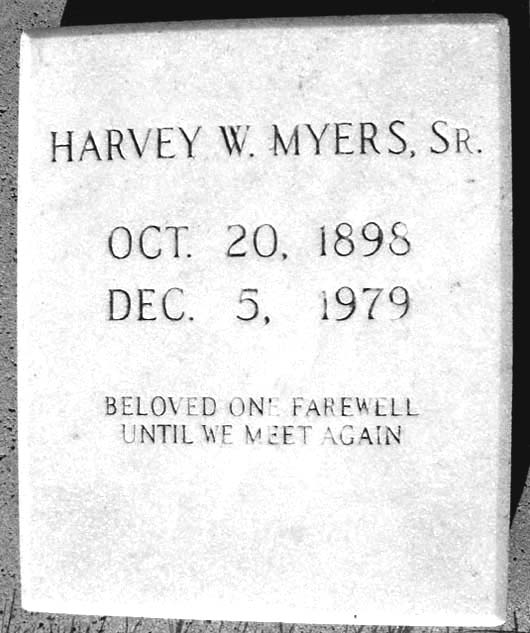 HARVEY W. MYERS, SR.
OCT. 20, 1898
DEC. 5, 1979
BELOVED ONE FAREWELL
UNTIL WE MEET AGAIN